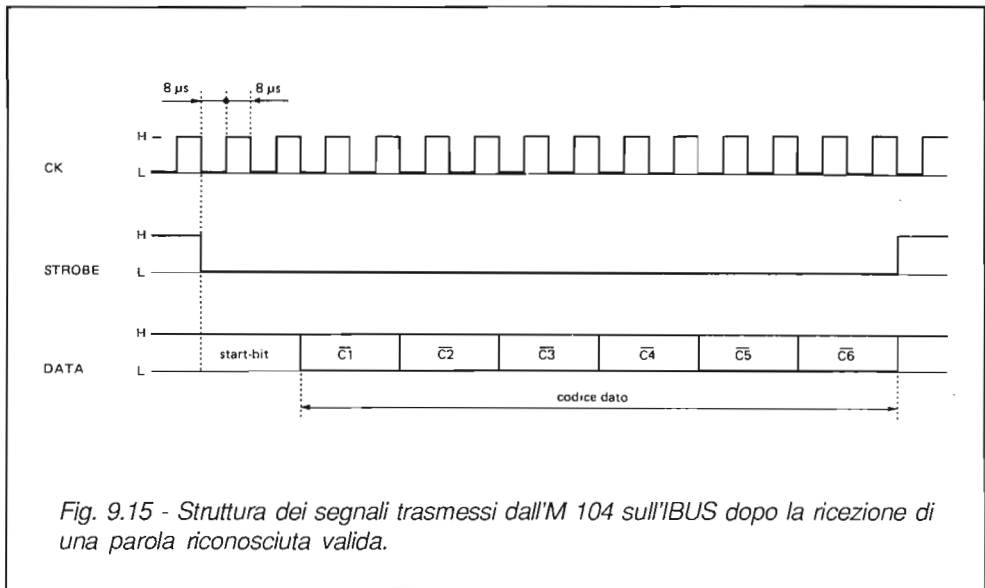 8 µs 8 µs
H
CK
L
H
STROBE
L
H
start-bit C̅1̅ C̅2̅ C̅3̅ C̅4̅ C̅5̅ C̅6̅
DATA
L
codice dato
Fig. 9.15 - Struttura dei segnali trasmessi dall'M 104 sull'IBUS dopo la ricezione di
una parola riconosciuta valida.